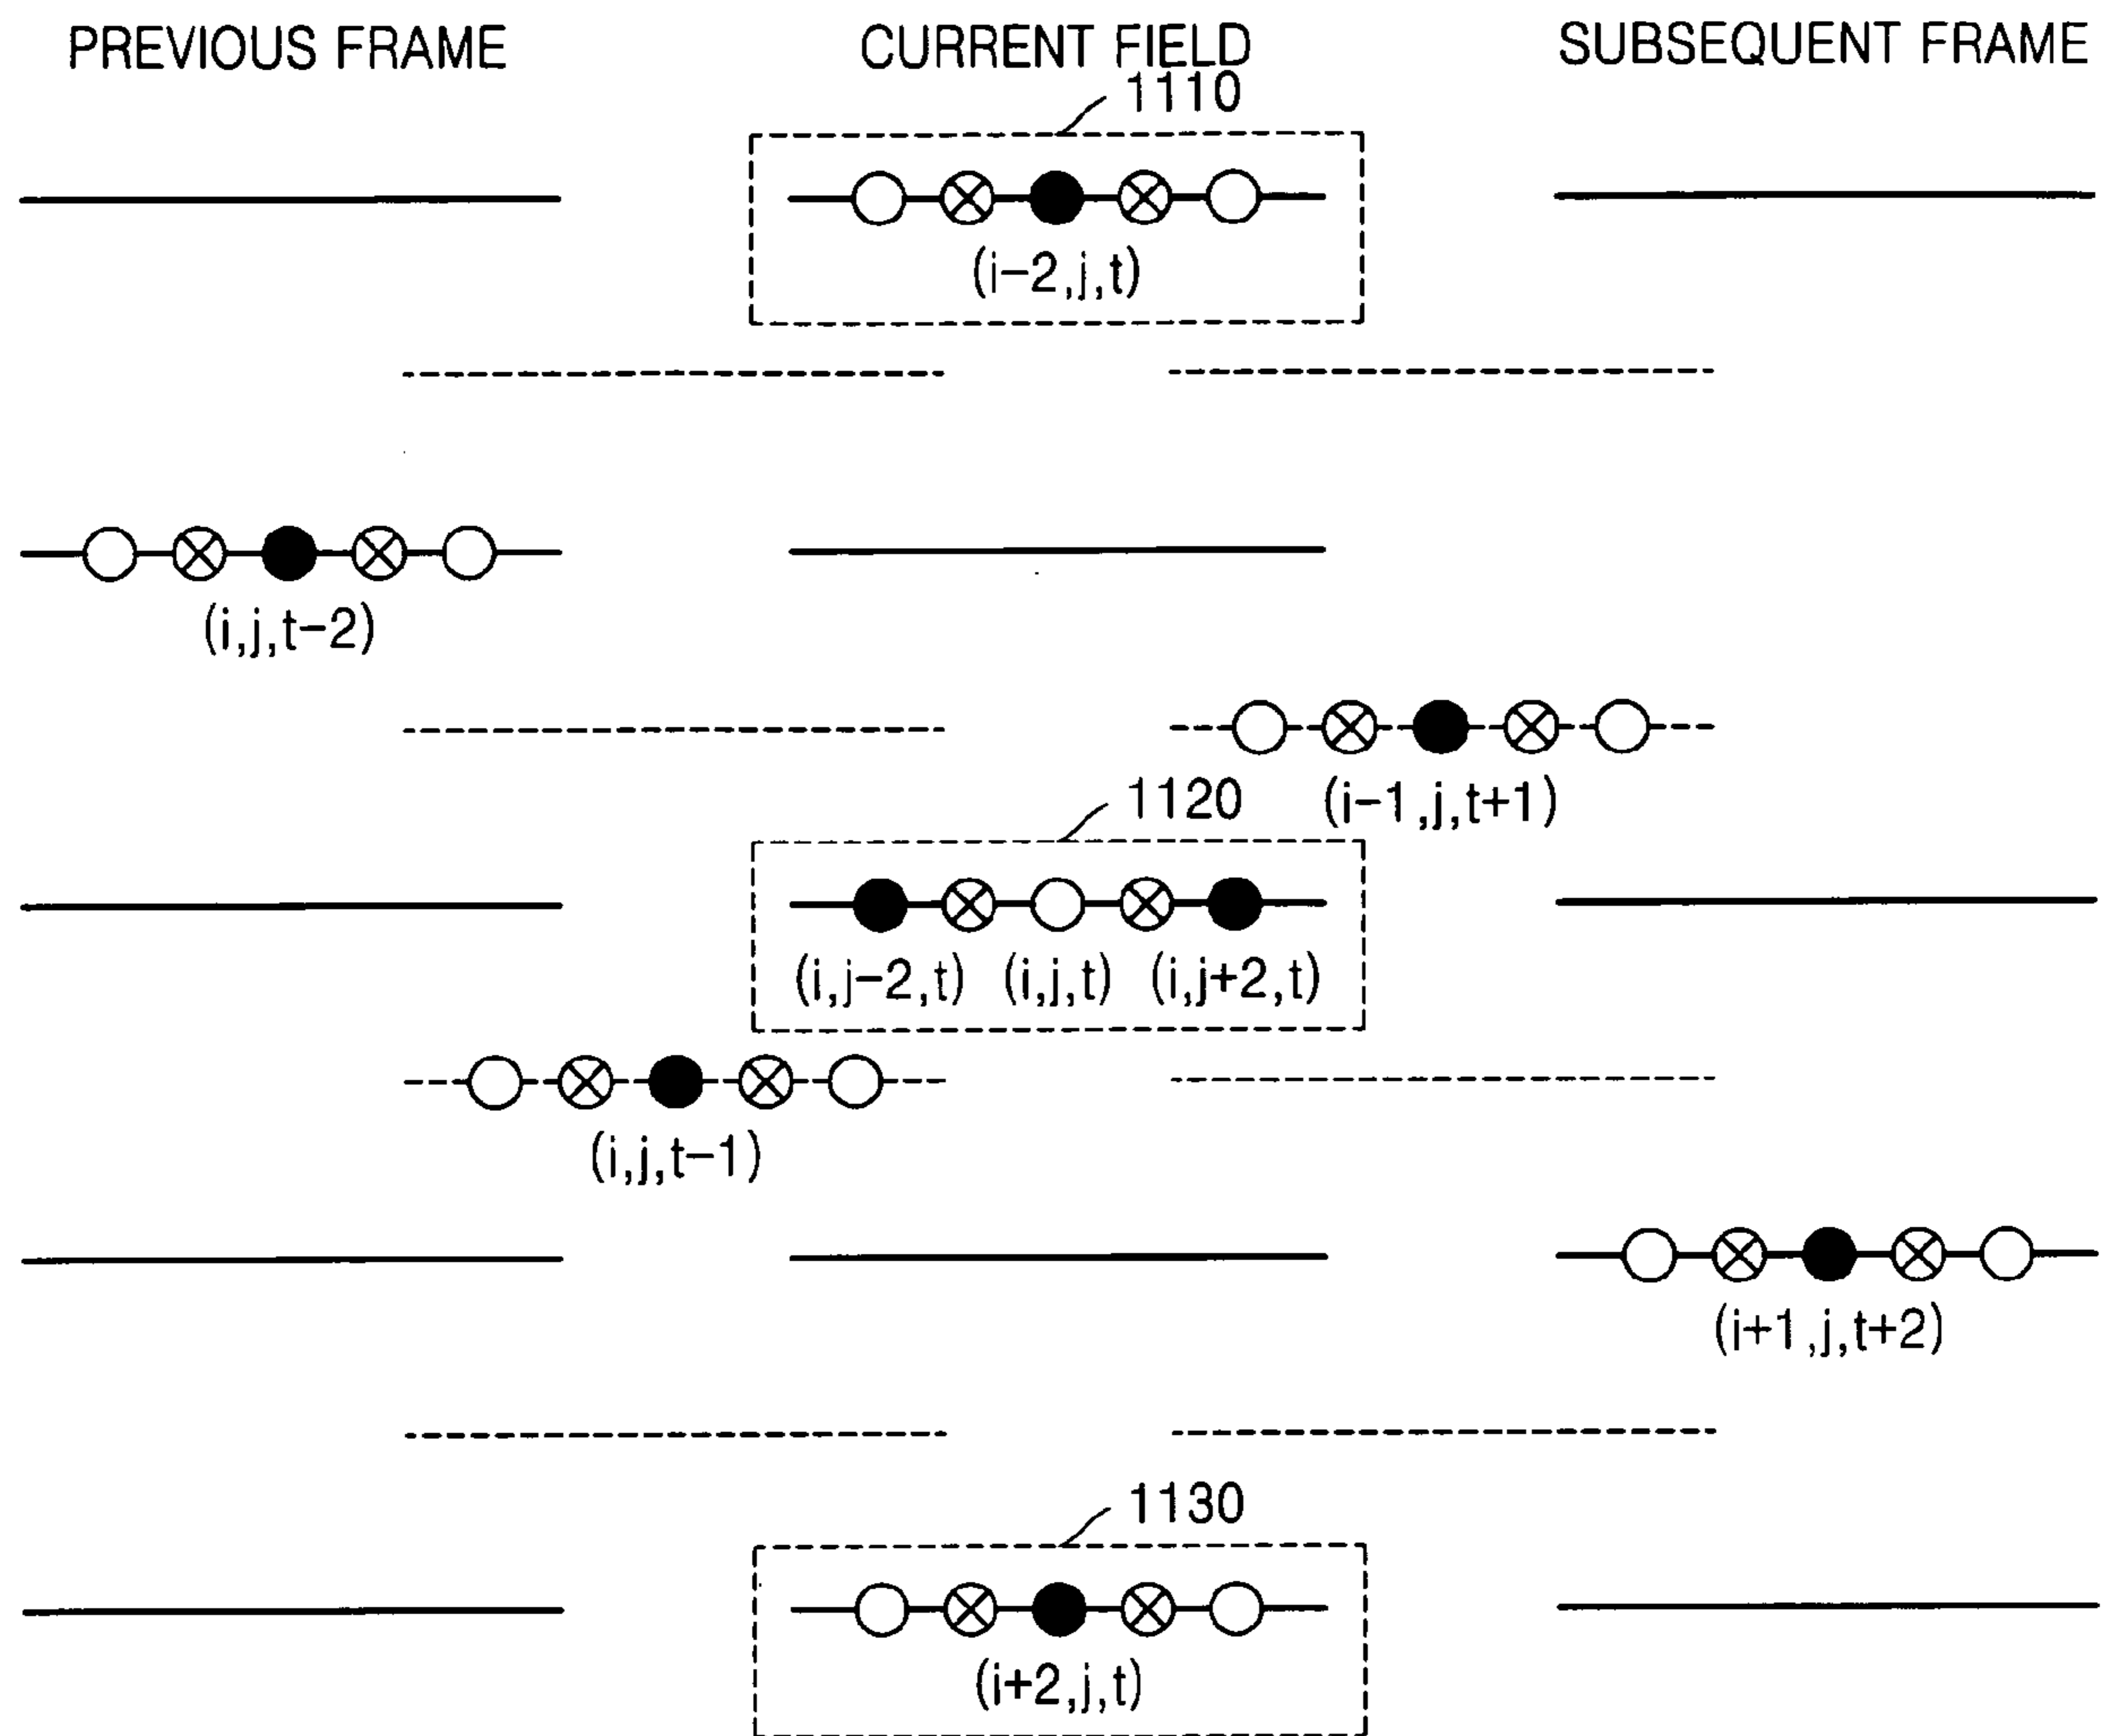 PREVIOUS FRAME
CURRENT FIELD
SUBSEQUENT FRAME
1110
(i-2,j,t)
(i,j,t-2)
1120
(i-1,j,t+1)
(i,j-2,t)
(i,j,t)
(i,j+2,t)
(i,j,t-1)
(i+1,j,t+2)
1130
(i+2,j,t)